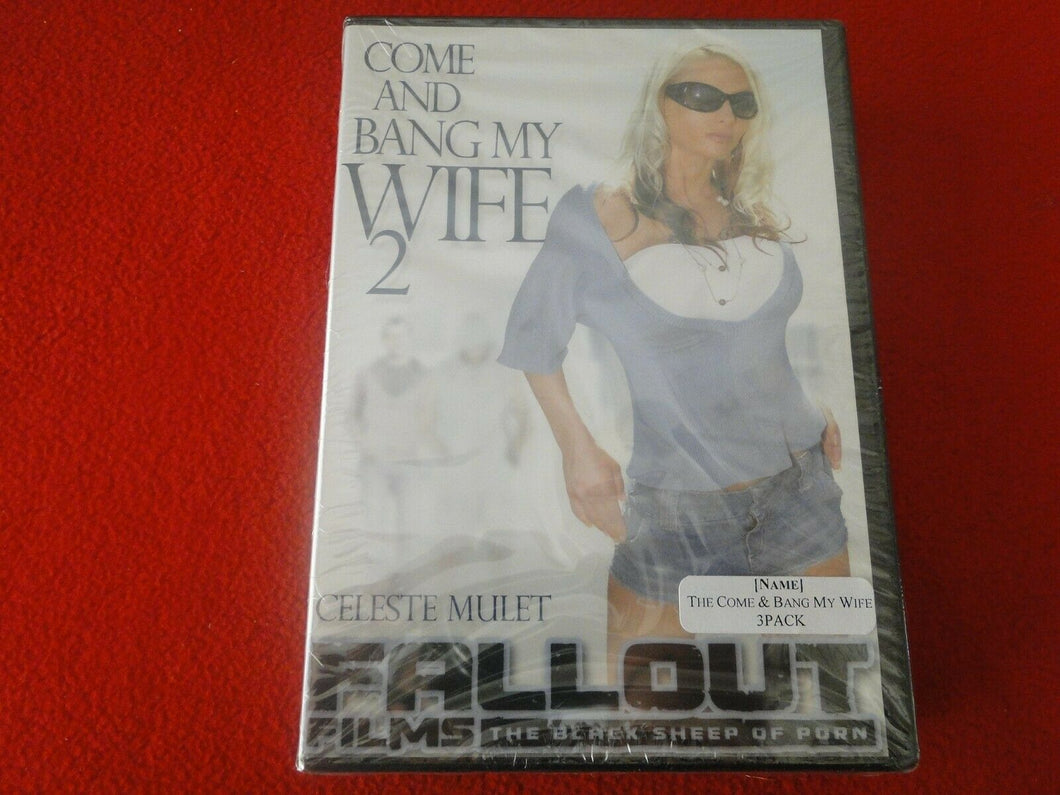 COME
AND
BANG MY
WIFE
2
CELESTE MULET
[NAME]
THE COME & BANG MY WIFE
3PACK
FALLOUT
FILMS THE BLACK SHEEP OF PORN